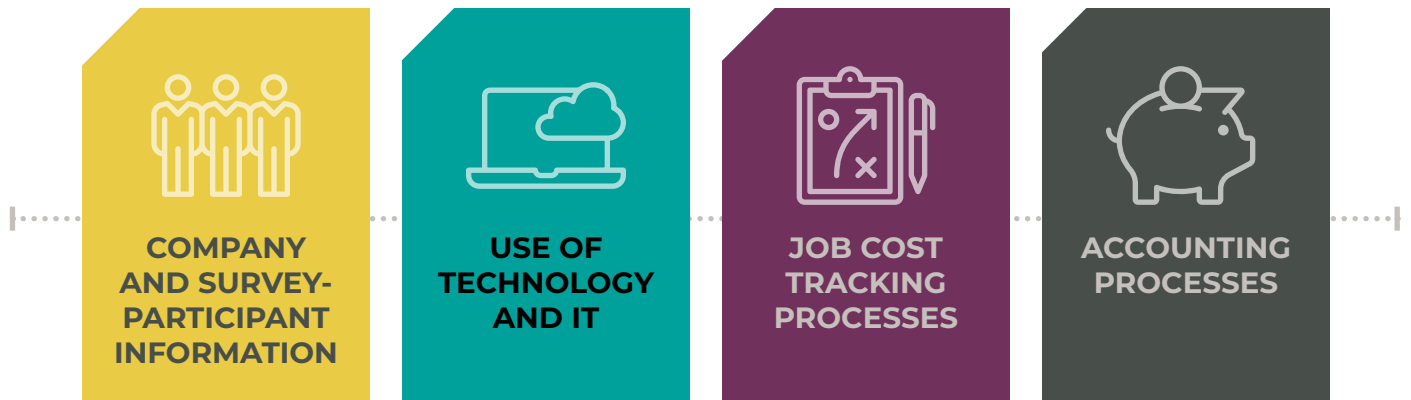 COMPANY
AND SURVEY-
PARTICIPANT
INFORMATION
USE OF
TECHNOLOGY
AND IT
JOB COST
TRACKING
PROCESSES
ACCOUNTING
PROCESSES